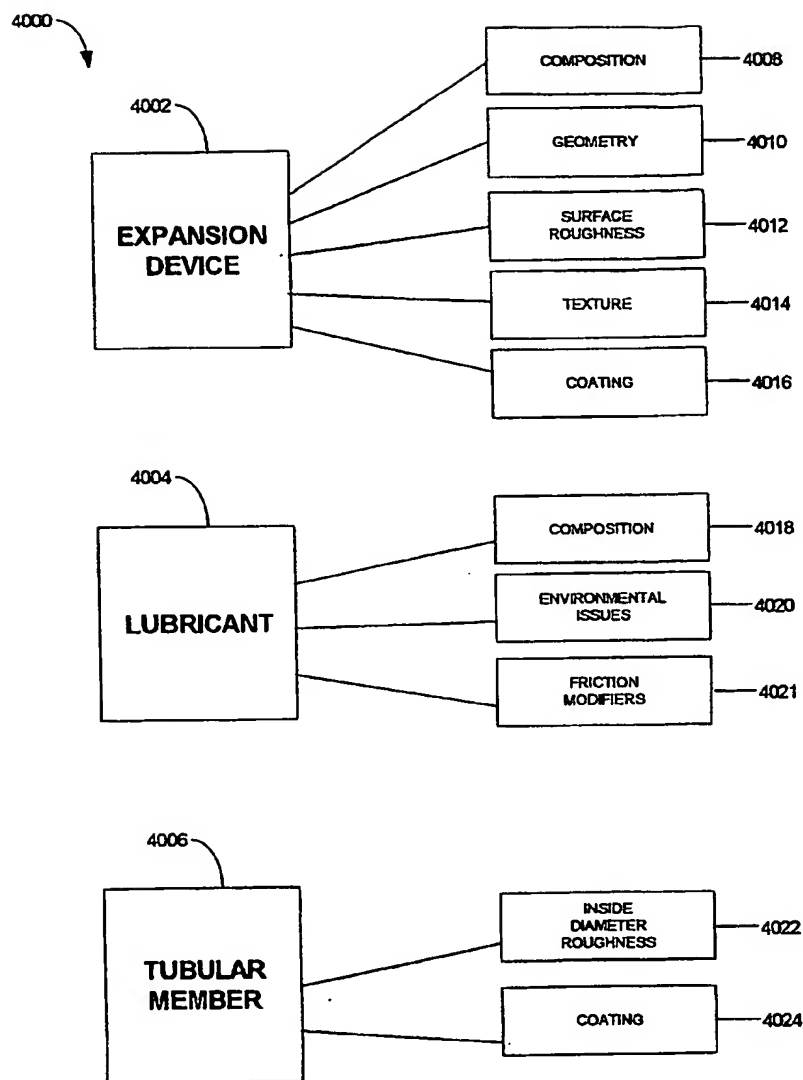 4000
4002
EXPANSION
DEVICE
COMPOSITION
4008
GEOMETRY
4010
SURFACE
ROUGHNESS
4012
TEXTURE
4014
COATING
4016
4004
LUBRICANT
COMPOSITION
4018
ENVIRONMENTAL
ISSUES
4020
FRICTION
MODIFIERS
4021
4006
TUBULAR
MEMBER
INSIDE
DIAMETER
ROUGHNESS
4022
COATING
4024